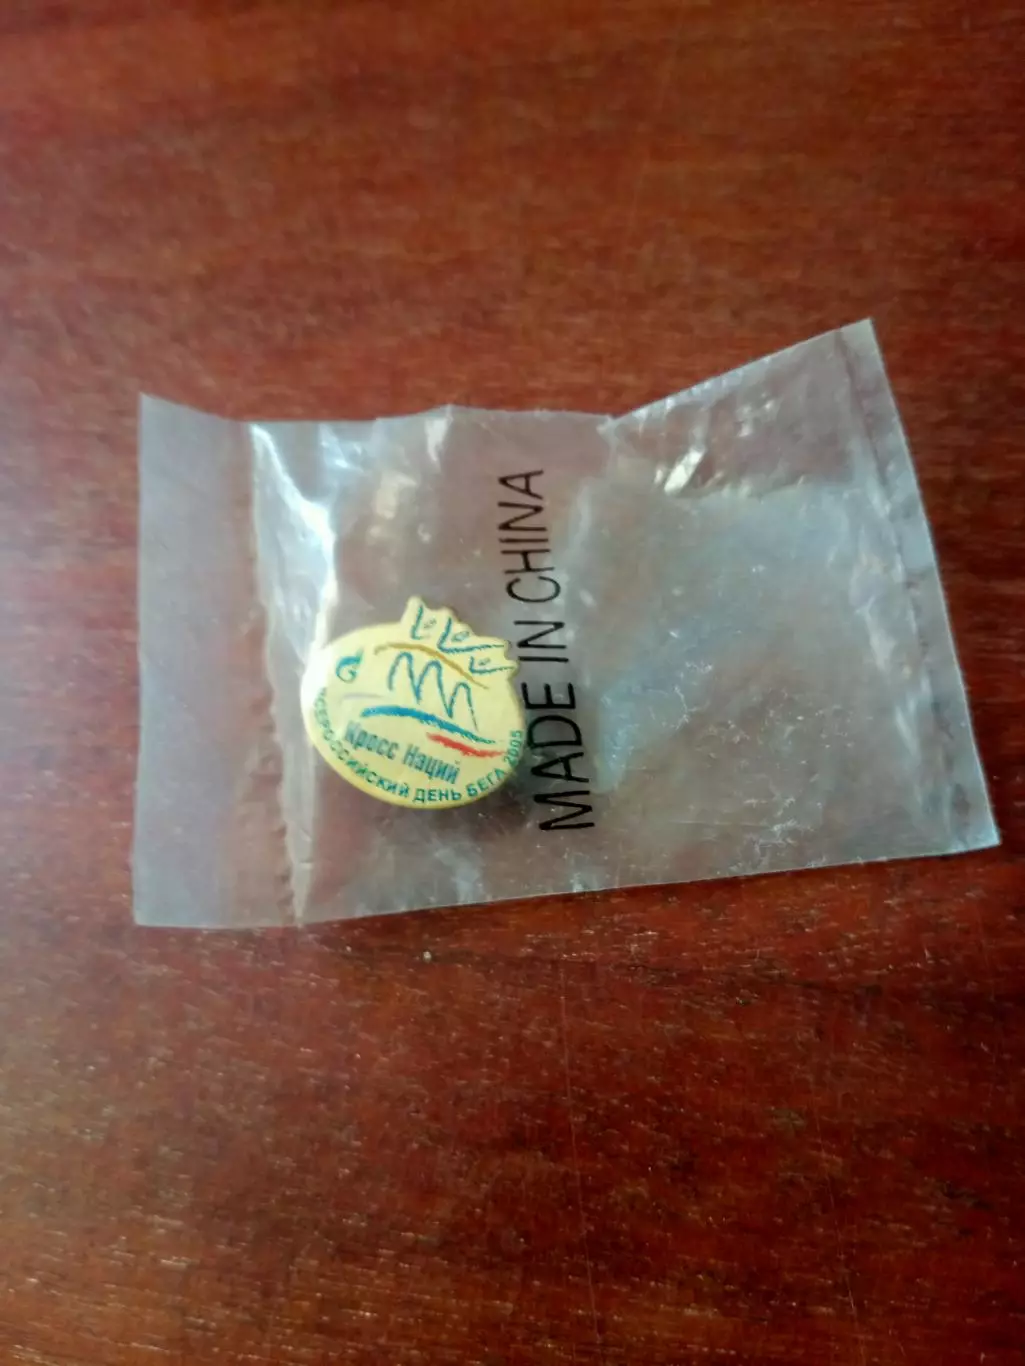 Кросс Наций
ВСЕРОССИЙСКИЙ ДЕНЬ БЕГА 2005
MADE IN CHINA